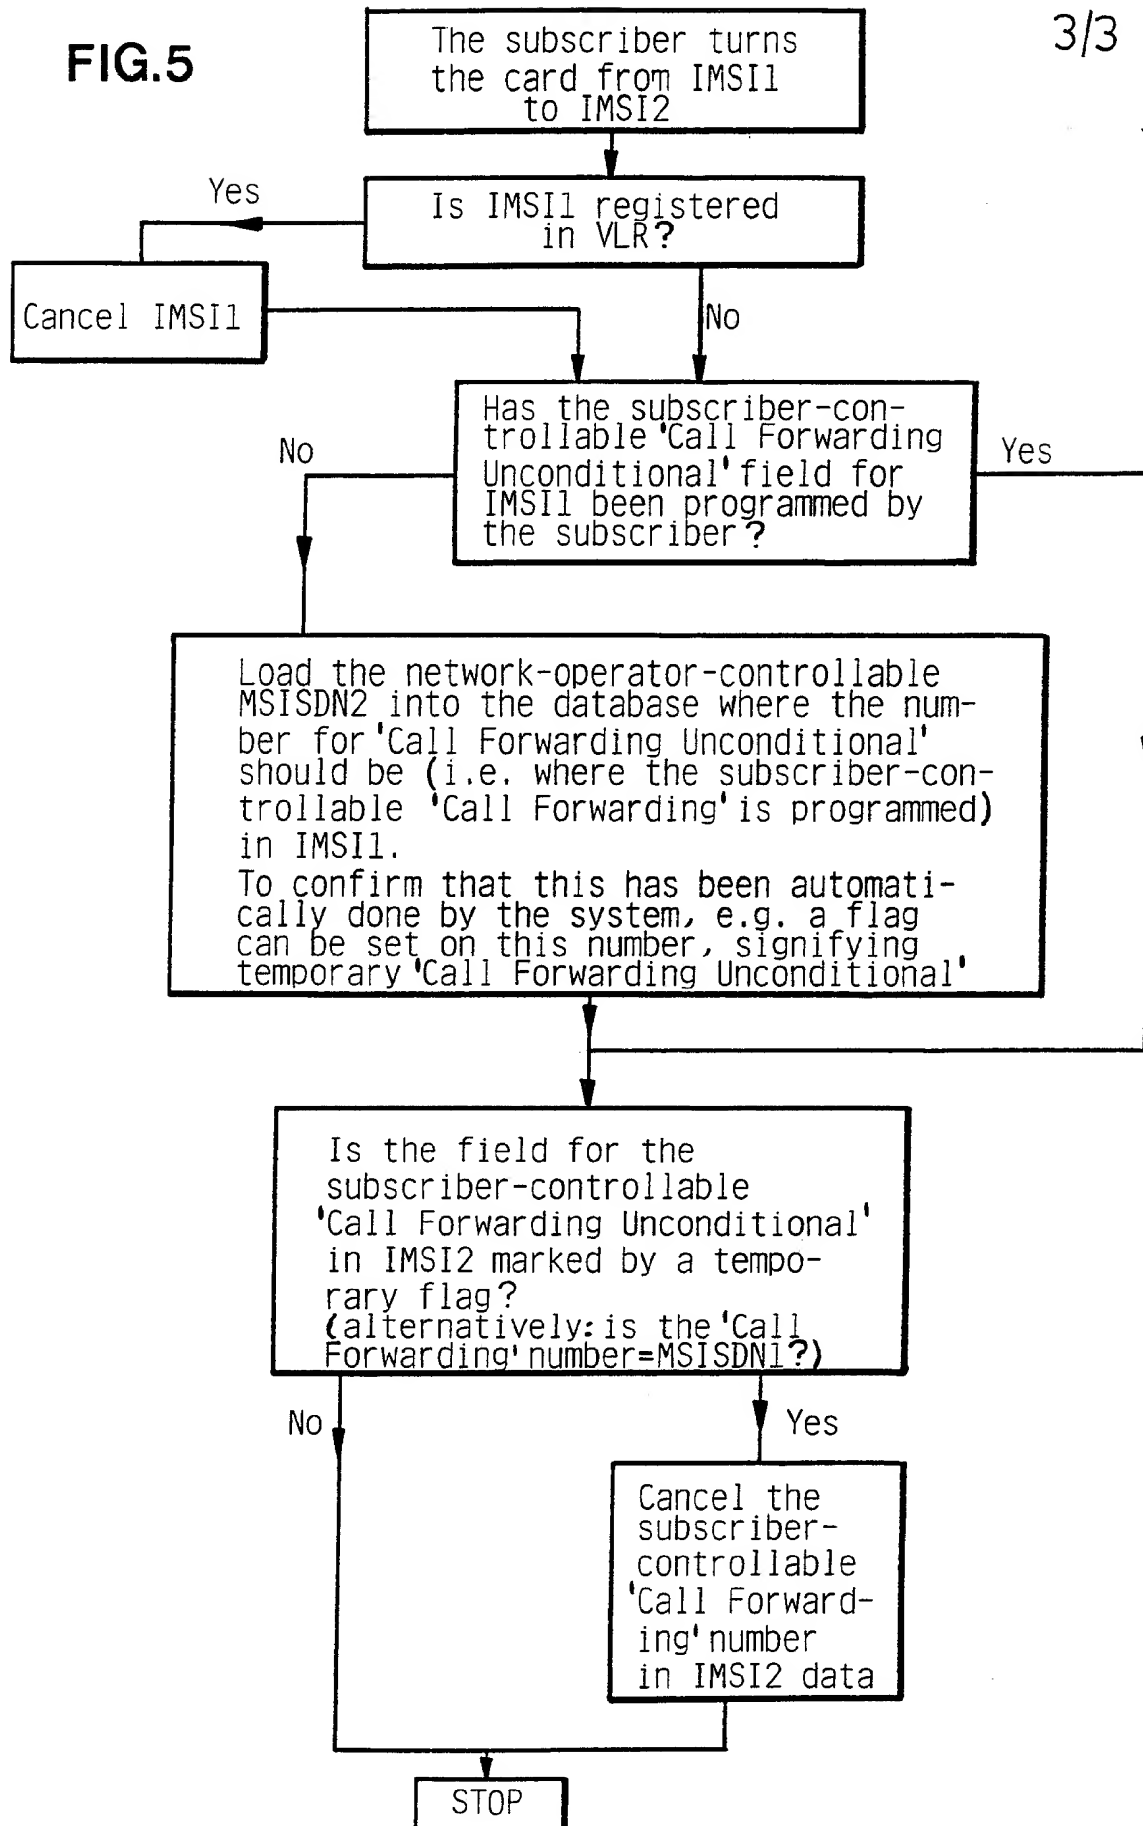 FIG.5
3/3
The subscriber turns
the card from IMSI1
to IMSI2
Yes
Is IMSI1 registered
in VLR?
Cancel IMSI1
No
Has the subscriber-con-
trollable 'Call Forwarding
Unconditional' field for
IMSI1 been programmed by
the subscriber?
No
Yes
Load the network-operator-controllable
MSISDN2 into the database where the num-
ber for 'Call Forwarding Unconditional'
should be (i.e. where the subscriber-con-
trollable 'Call Forwarding' is programmed)
in IMSI1.
To confirm that this has been automati-
cally done by the system, e.g. a flag
can be set on this number, signifying
temporary 'Call Forwarding Unconditional'
Is the field for the
subscriber-controllable
'Call Forwarding Unconditional'
in IMSI2 marked by a tempo-
rary flag?
(alternatively: is the 'Call
Forwarding' number=MSISDN1?)
No
Yes
Cancel the
subscriber-
controllable
'Call Forward-
ing' number
in IMSI2 data
STOP